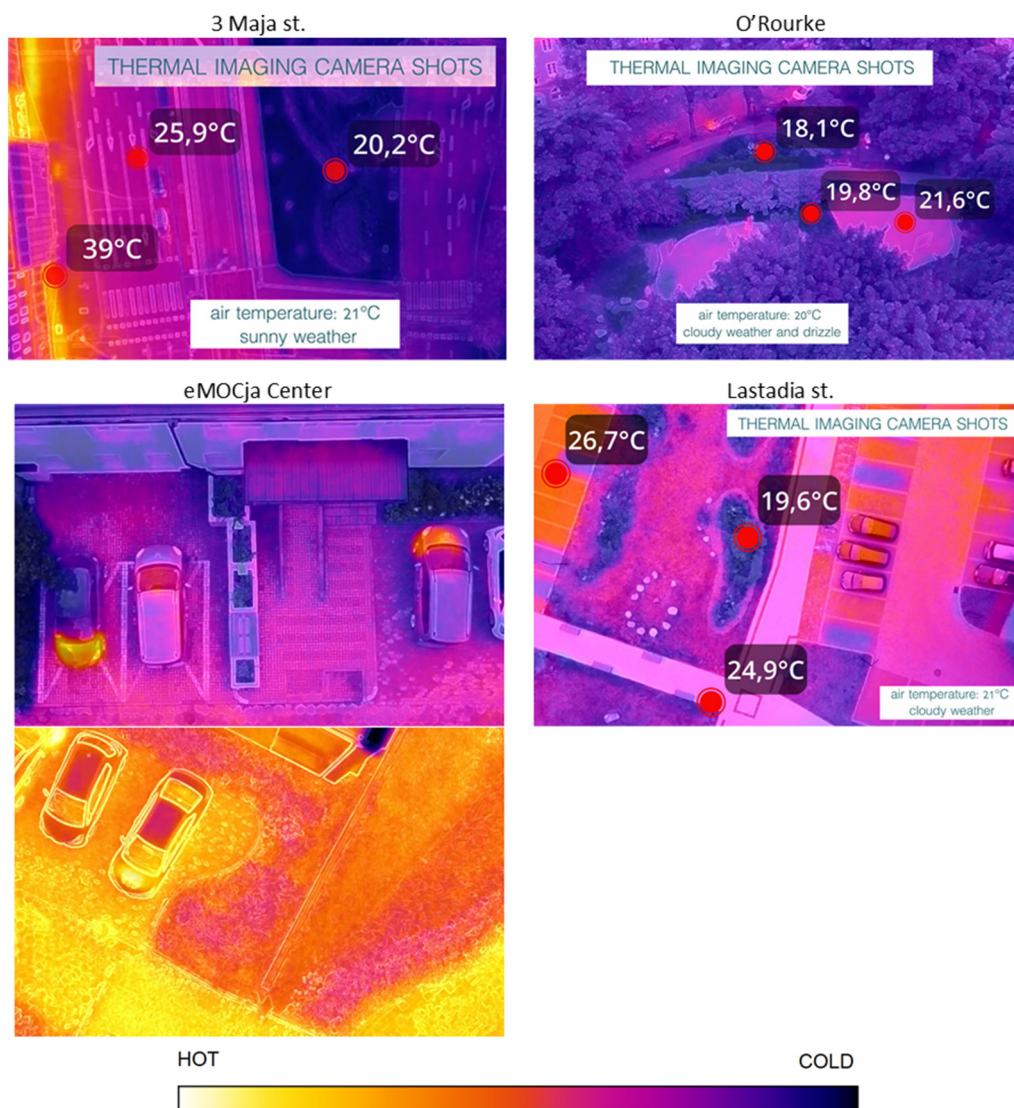 3 Maja st.
THERMAL IMAGING CAMERA SHOTS
25,9°C
20,2°C
39°C
air temperature: 21°C
sunny weather
O’Rourke
THERMAL IMAGING CAMERA SHOTS
18,1°C
19,8°C
21,6°C
air temperature: 20°C
cloudy weather and drizzle
eMOCja Center
Lastadia st.
THERMAL IMAGING CAMERA SHOTS
26,7°C
19,6°C
24,9°C
air temperature: 21°C
cloudy weather
HOT
COLD